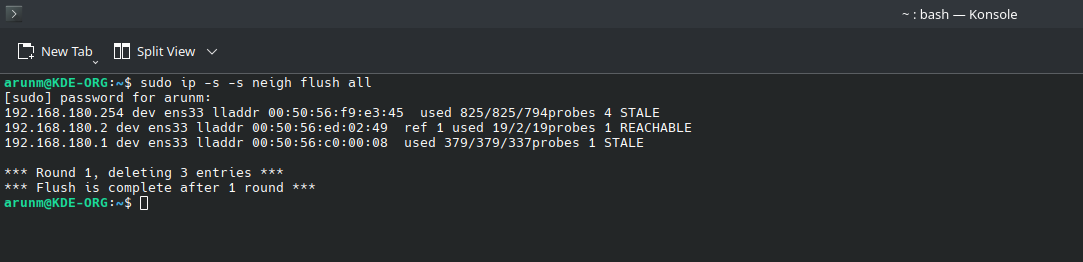 ~ : bash — Konsole
New Tab
Split View
arunm@KDE-ORG:~$ sudo ip -s -s neigh flush all
[sudo] password for arunm:
192.168.180.254 dev ens33 lladdr 00:50:56:f9:e3:45  used 825/825/794probes 4 STALE
192.168.180.2 dev ens33 lladdr 00:50:56:ed:02:49  ref 1 used 19/2/19probes 1 REACHABLE
192.168.180.1 dev ens33 lladdr 00:50:56:c0:00:08  used 379/379/337probes 1 STALE
*** Round 1, deleting 3 entries ***
*** Flush is complete after 1 round ***
arunm@KDE-ORG:~$